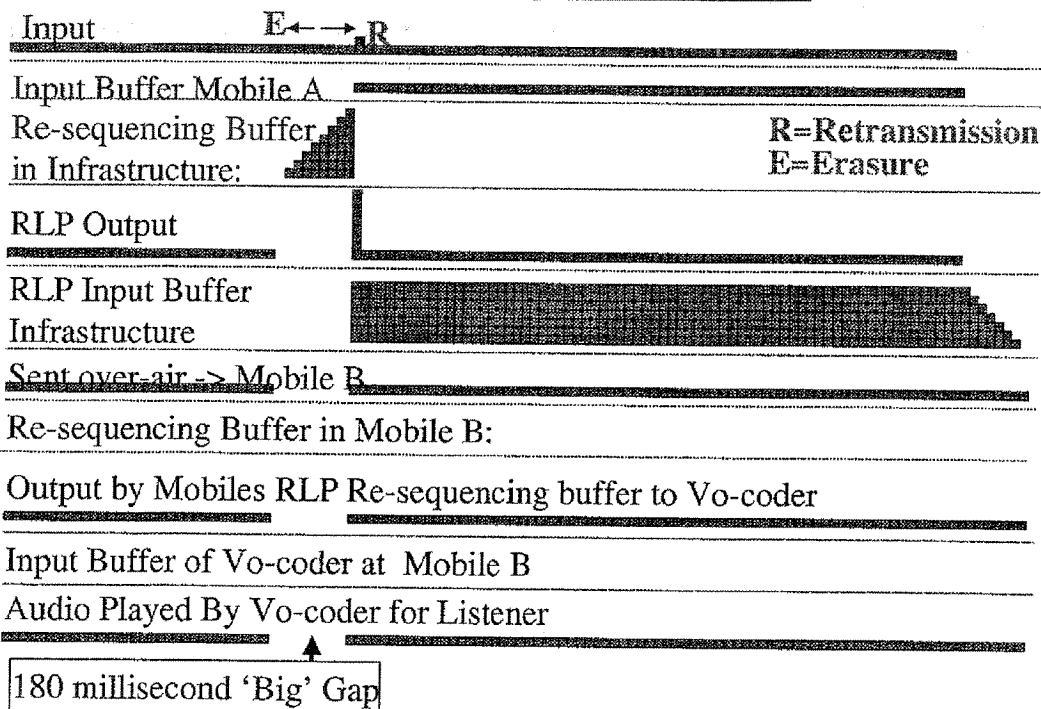 Input E R
Input Buffer Mobile A
Re-sequencing Buffer
in Infrastructure:
R=Retransmission
E=Erasure
RLP Output
RLP Input Buffer
Infrastructure
Sent over-air -> Mobile B
Re-sequencing Buffer in Mobile B:
Output by Mobiles RLP Re-sequencing buffer to Vo-coder
Input Buffer of Vo-coder at Mobile B
Audio Played By Vo-coder for Listener
180 millisecond ‘Big’ Gap